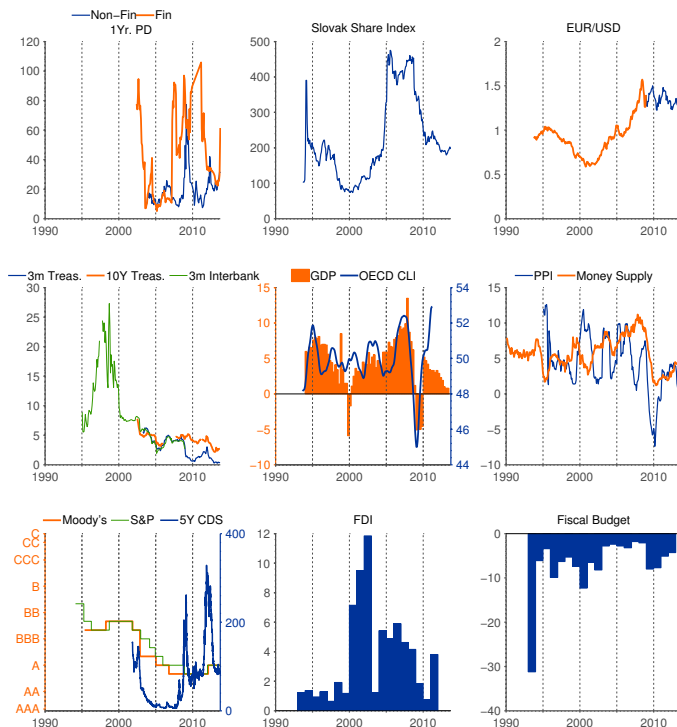 Non-Fin Fin
1Yr. PD
120
100
80
60
40
20
0
1990 2000 2010
Slovak Share Index
500
400
300
200
100
0
1990 2000 2010
EUR/USD
2
1.5
1
0.5
0
1990 2000 2010
3m Treas. 10Y Treas. 3m Interbank
30
25
20
15
10
5
0
1990 2000 2010
GDP OECD CLI
15 54
10 52
5 50
0 48
−5 46
−10 44
1990 2000 2010
PPI Money Supply
15
10
5
0
−5
−10
1990 2000 2010
Moody's S&P 5Y CDS
C 400
CC
CCC
B
BB 200
BBB
A
AA
AAA 0
1990 2000 2010
FDI
12
10
8
6
4
2
0
1990 2000 2010
Fiscal Budget
0
−10
−20
−30
−40
1990 2000 2010